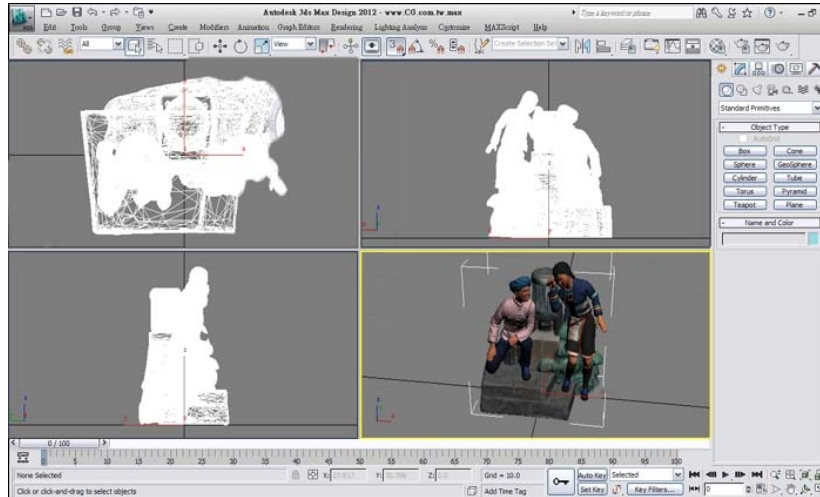 Autodesk 3ds Max Design 2012 - www.CG.com.tw.max
Type a keyword or phrase
Edit Tools Group Views Create Modifiers Animation Graph Editors Rendering Lighting Analysis Customize MAXScript Help
All
View
Create Selection Set
Standard Primitives
- Object Type
AutoGrid
Box Cone
Sphere GeoSphere
Cylinder Tube
Torus Pyramid
Teapot Plane
- Name and Color
0 / 100
0 5 10 15 20 25 30 35 40 45 50 55 60 65 70 75 80 85 90 95 100
None Selected
X:
Y:
Z:
Grid = 10.0
Auto Key Selected
Click or click-and-drag to select objects
Add Time Tag
Set Key Key Filters...
0